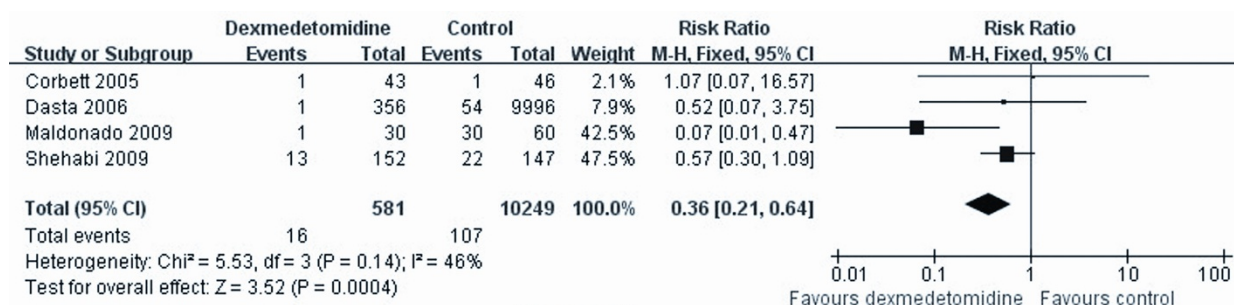 Dexmedetomidine Control Risk Ratio Risk Ratio
Study or Subgroup Events Total Events Total Weight M-H, Fixed, 95% CI M-H, Fixed, 95% CI
Corbett 2005 1 43 1 46 2.1% 1.07 [0.07, 16.57]
Dasta 2006 1 356 54 9996 7.9% 0.52 [0.07, 3.75]
Maldonado 2009 1 30 30 60 42.5% 0.07 [0.01, 0.47]
Shehabi 2009 13 152 22 147 47.5% 0.57 [0.30, 1.09]
Total (95% CI) 581 10249 100.0% 0.36 [0.21, 0.64]
Total events 16 107
Heterogeneity: Chi² = 5.53, df = 3 (P = 0.14); I² = 46%
Test for overall effect: Z = 3.52 (P = 0.0004)
0.01 0.1 1 10 100
Favours dexmedetomidine Favours control